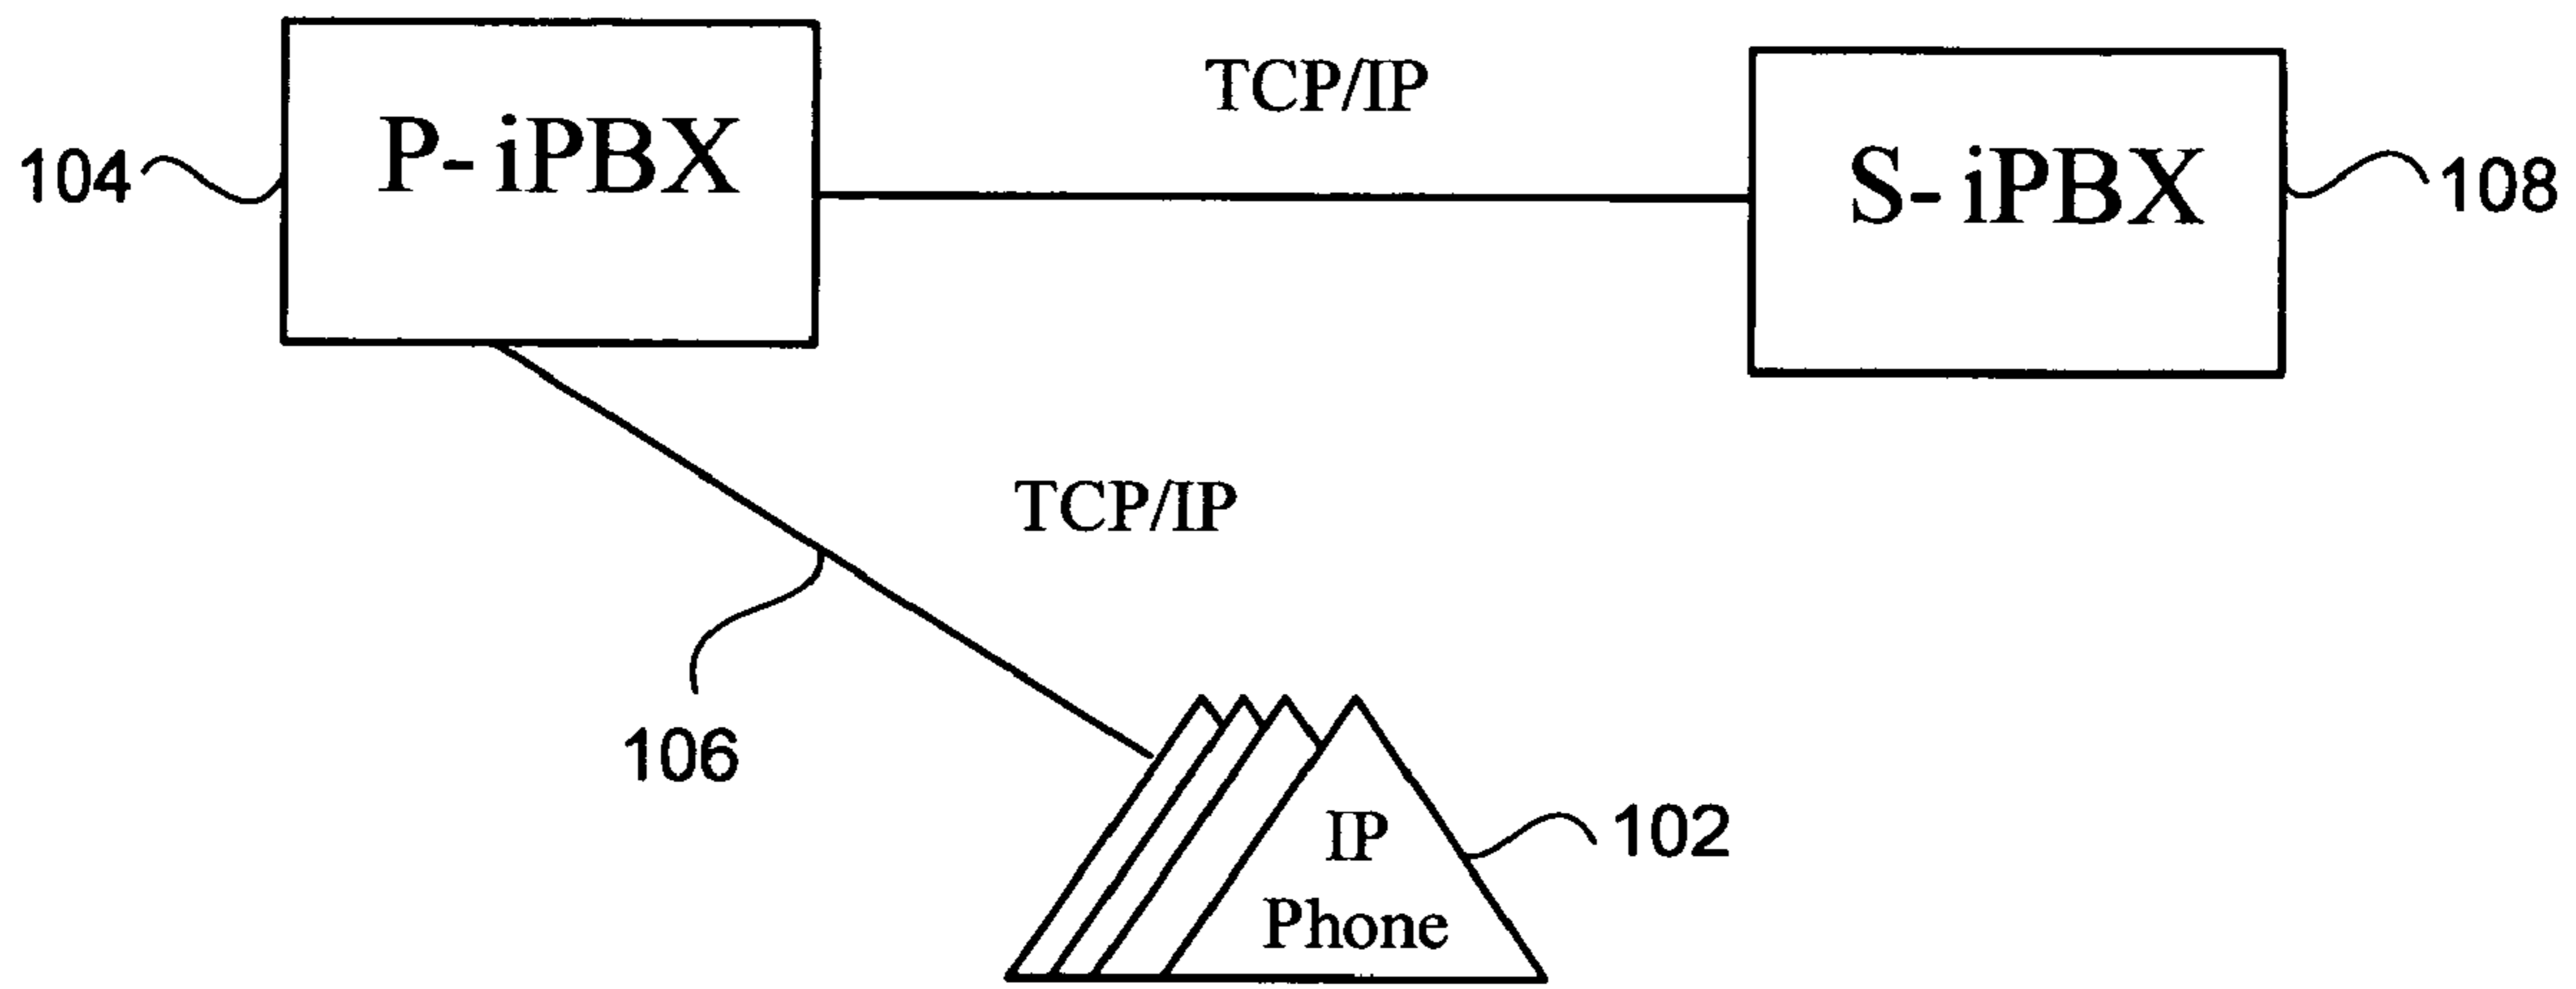 TCP/IP
P- iPBX
S- iPBX
104
108
TCP/IP
106
IP
Phone
102